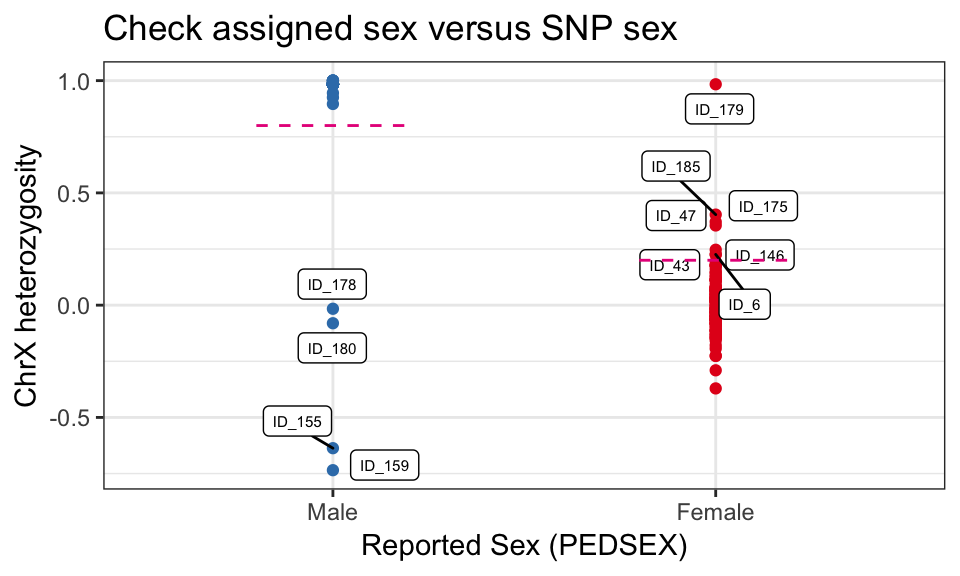 Check assigned sex versus SNP sex
ChrX heterozygosity
1.0
0.5
0.0
-0.5
ID_179
ID_185
ID_175
ID_47
ID_146
ID_43
ID_178
ID_6
ID_180
ID_155
ID_159
Male
Female
Reported Sex (PEDSEX)